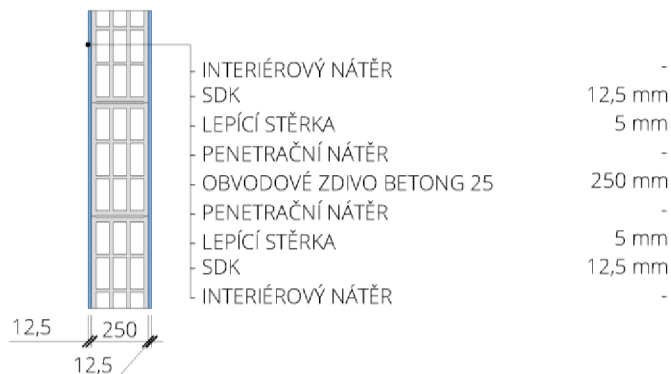 - INTERIÉROVÝ NÁTĚR -
- SDK 12,5 mm
- LEPÍCÍ STĚRKA 5 mm
- PENETRAČNÍ NÁTĚR -
- OBVODOVÉ ZDIVO BETONG 25 250 mm
- PENETRAČNÍ NÁTĚR -
- LEPÍCÍ STĚRKA 5 mm
- SDK 12,5 mm
- INTERIÉROVÝ NÁTĚR -
12,5 250
12,5